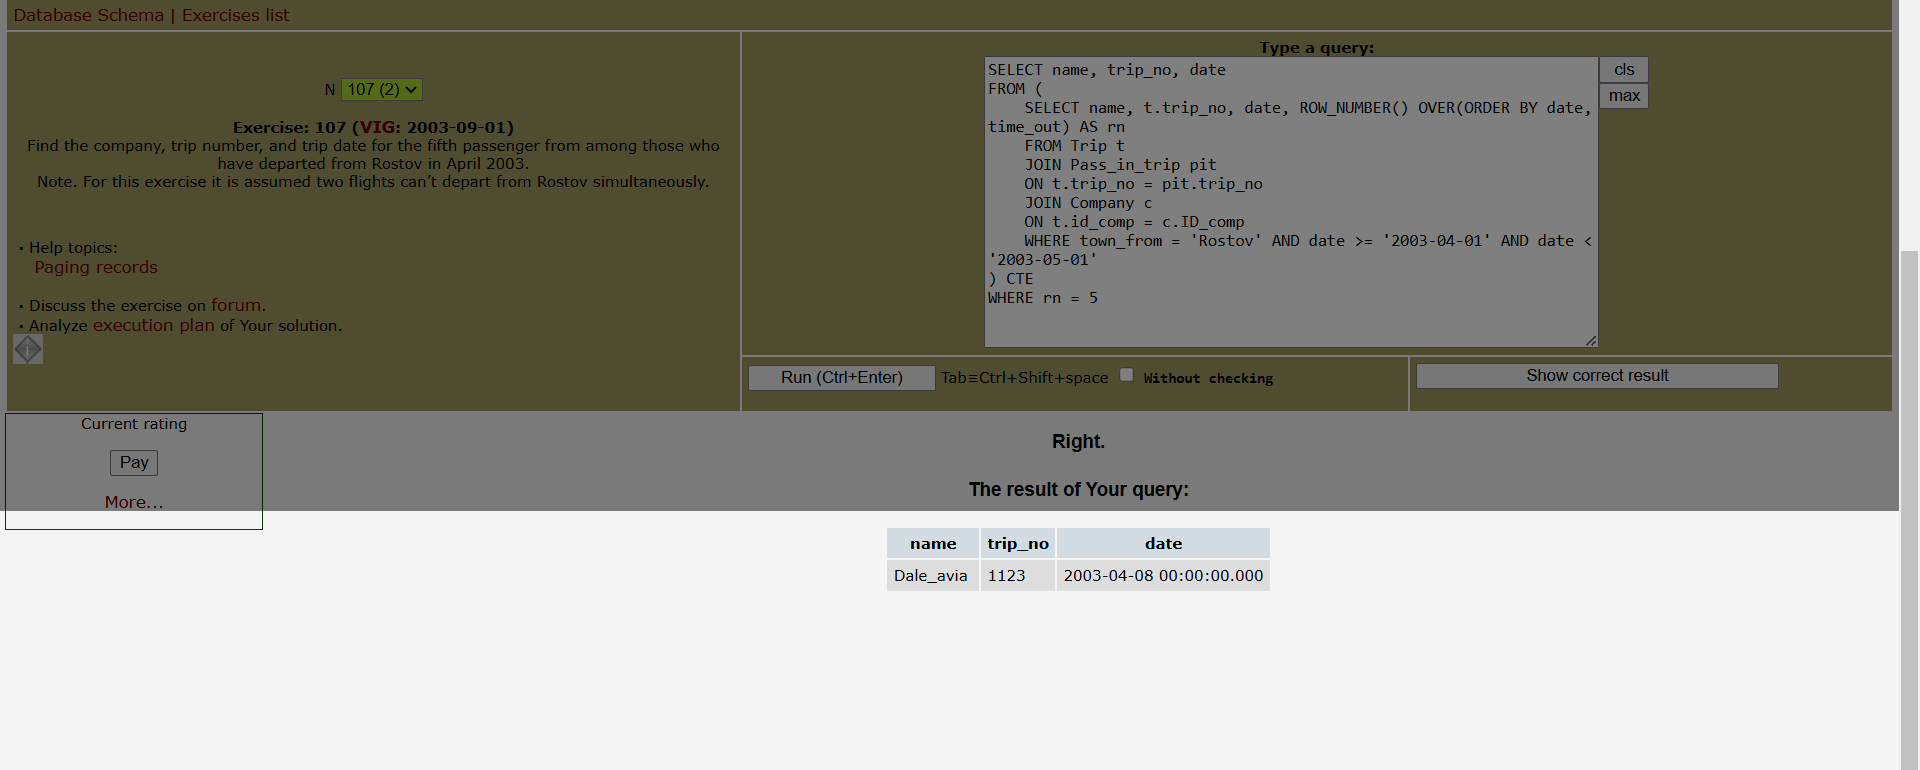 Database Schema | Exercises list
N 107 (2)
Exercise: 107 (VIG: 2003-09-01)
Find the company, trip number, and trip date for the fifth passenger from among those who
have departed from Rostov in April 2003.
Note. For this exercise it is assumed two flights can’t depart from Rostov simultaneously.
· Help topics:
Paging records
· Discuss the exercise on forum.
· Analyze execution plan of Your solution.
Type a query:
SELECT name, trip_no, date
FROM (
    SELECT name, t.trip_no, date, ROW_NUMBER() OVER(ORDER BY date,
time_out) AS rn
    FROM Trip t
    JOIN Pass_in_trip pit
    ON t.trip_no = pit.trip_no
    JOIN Company c
    ON t.id_comp = c.ID_comp
    WHERE town_from = 'Rostov' AND date >= '2003-04-01' AND date <
'2003-05-01'
) CTE
WHERE rn = 5
cls
max
Run (Ctrl+Enter) Tab≡Ctrl+Shift+space Without checking
Show correct result
Current rating
Pay
More...
Right.
The result of Your query:
name trip_no date
Dale_avia 1123 2003-04-08 00:00:00.000